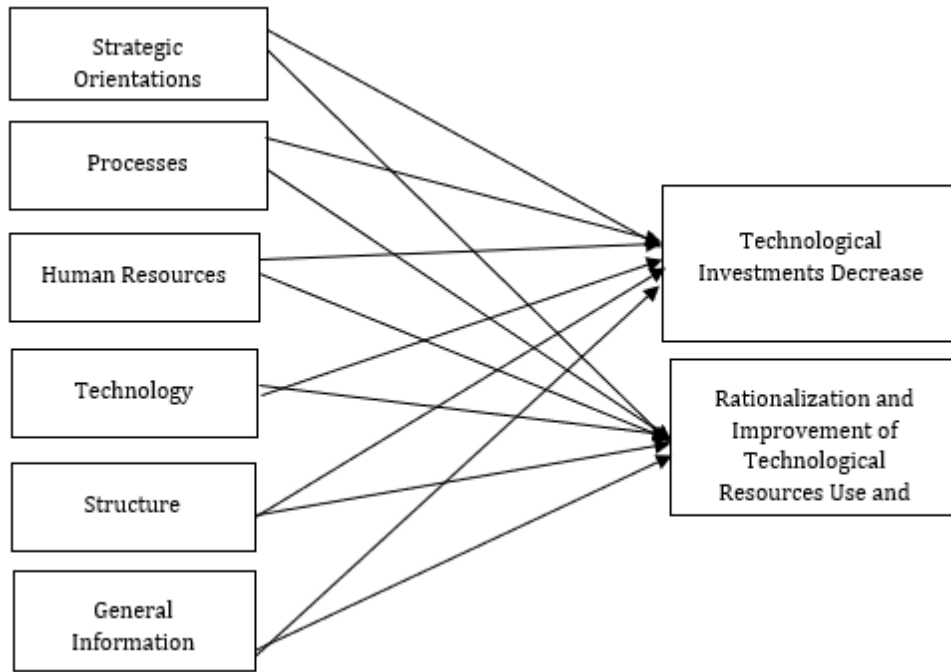 Strategic
Orientations
Processes
Human Resources
Technology
Structure
General
Information
Technological
Investments Decrease
Rationalization and
Improvement of
Technological
Resources Use and